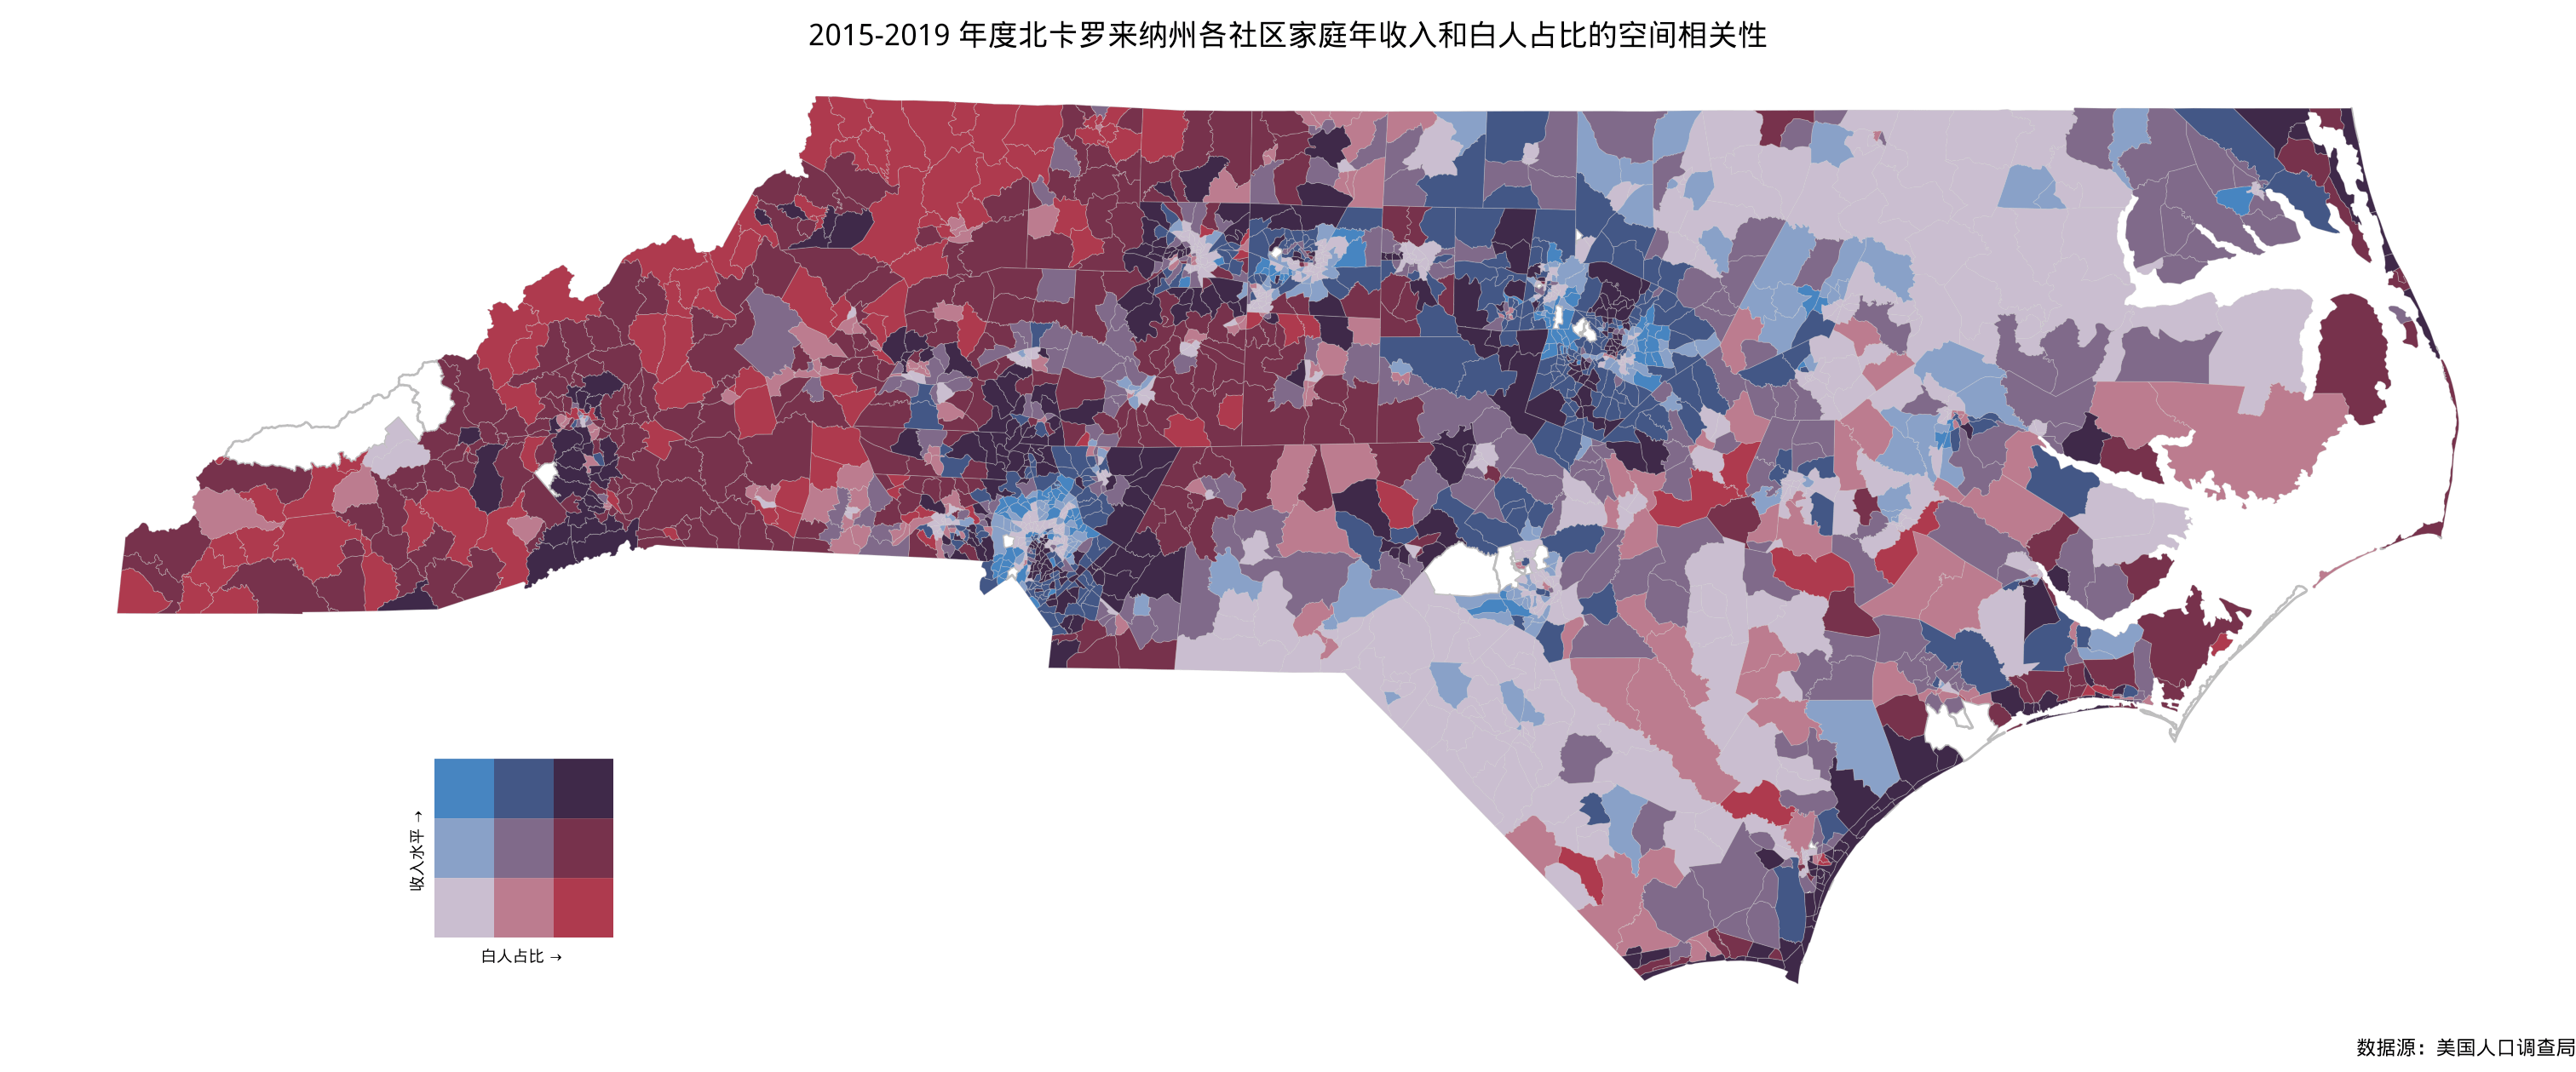 2015-2019 年度北卡罗来纳州各社区家庭年收入和白人占比的空间相关性
收入水平 →
白人占比 →
数据源：美国人口调查局